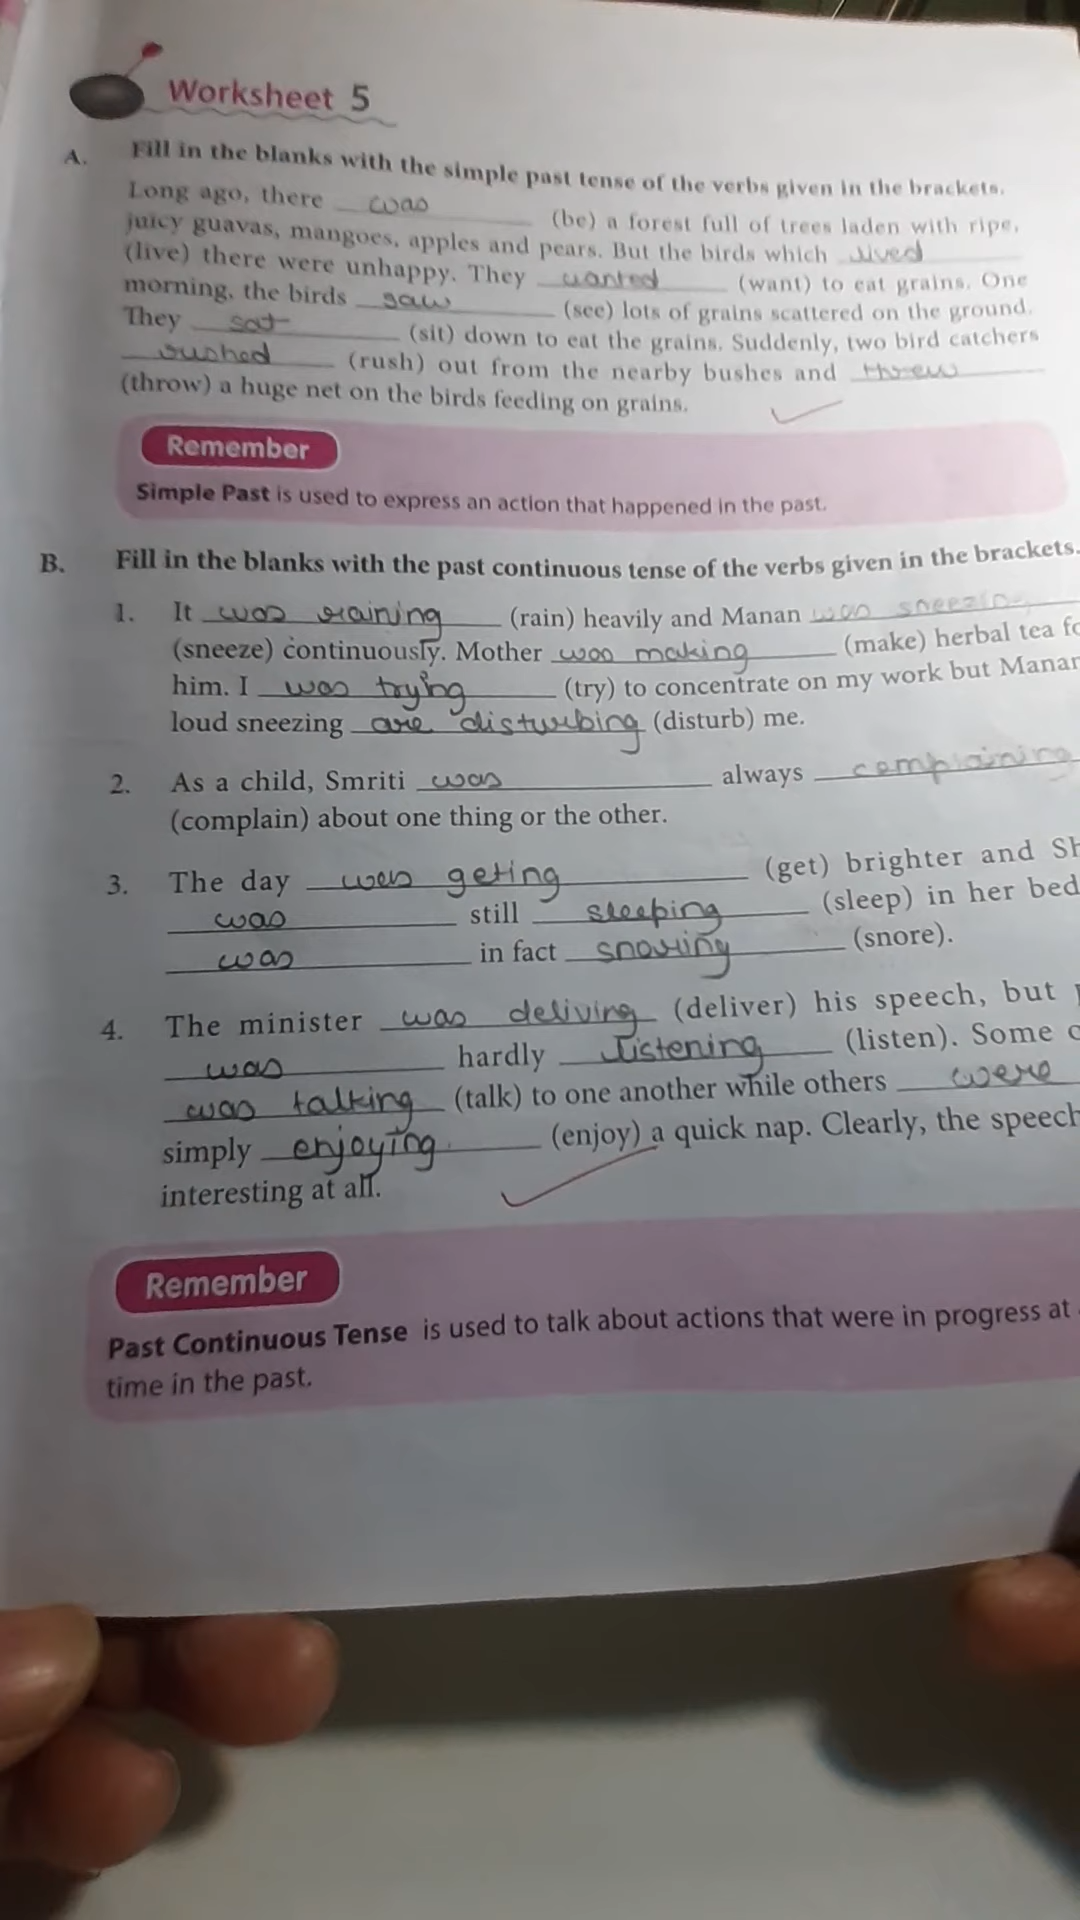 Worksheet 5
A. Fill in the blanks with the simple past tense of the verbs given in the brackets.
Long ago, there was (be) a forest full of trees laden with ripe,
juicy guavas, mangoes, apples and pears. But the birds which lived
(live) there were unhappy. They wanted (want) to eat grains. One
morning, the birds saw (see) lots of grains scattered on the ground.
They sat (sit) down to eat the grains. Suddenly, two bird catchers
rushed (rush) out from the nearby bushes and threw
(throw) a huge net on the birds feeding on grains.
Remember
Simple Past is used to express an action that happened in the past.
B. Fill in the blanks with the past continuous tense of the verbs given in the brackets.
1. It was raining (rain) heavily and Manan was sneezing
(sneeze) continuously. Mother was making (make) herbal tea fo
him. I was trying (try) to concentrate on my work but Manan
loud sneezing are disturbing (disturb) me.
2. As a child, Smriti was always complaining
(complain) about one thing or the other.
3. The day was geting (get) brighter and Sh
was still sleeping (sleep) in her bed
was in fact snoring (snore).
4. The minister was deliving (deliver) his speech, but
was hardly listening (listen). Some
was talking (talk) to one another while others were
simply enjoying (enjoy) a quick nap. Clearly, the speech
interesting at all.
Remember
Past Continuous Tense is used to talk about actions that were in progress at
time in the past.